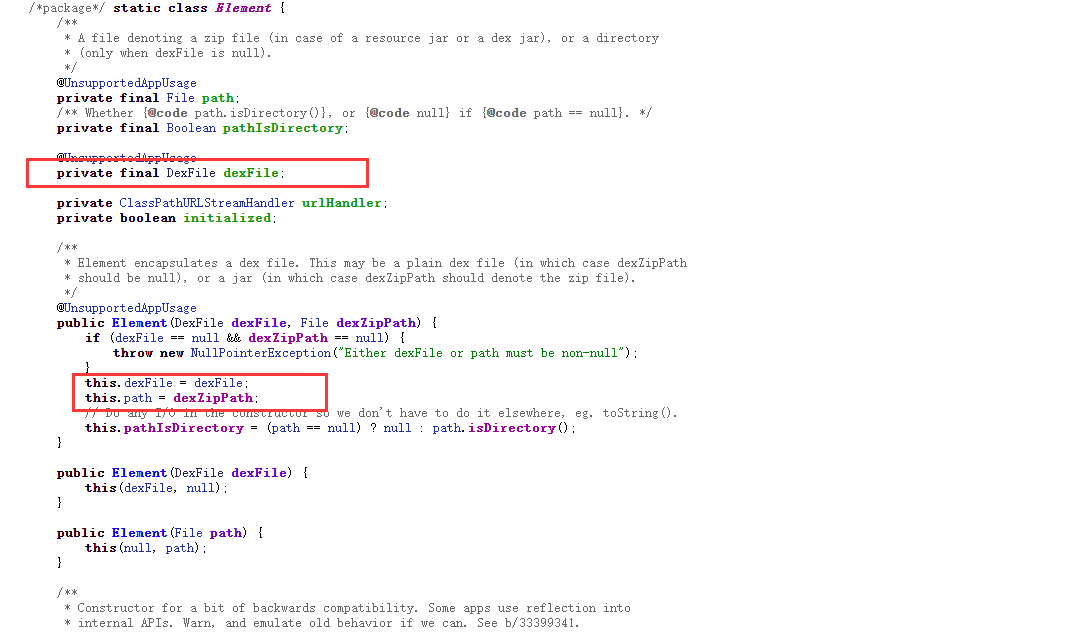 /*package*/ static class Element {
/**
* A file denoting a zip file (in case of a resource jar or a dex jar), or a directory
* (only when dexFile is null).
*/
@UnsupportedAppUsage
private final File path;
/** Whether {@code path.isDirectory()}, or {@code null} if {@code path == null}. */
private final Boolean pathIsDirectory;
@UnsupportedAppUsage
private final DexFile dexFile;
private ClassPathURLStreamHandler urlHandler;
private boolean initialized;
/**
* Element encapsulates a dex file. This may be a plain dex file (in which case dexZipPath
* should be null), or a jar (in which case dexZipPath should denote the zip file).
*/
@UnsupportedAppUsage
public Element(DexFile dexFile, File dexZipPath) {
if (dexFile == null && dexZipPath == null) {
throw new NullPointerException("Either dexFile or path must be non-null");
}
this.dexFile = dexFile;
this.path = dexZipPath;
// Do any I/O in the constructor so we don't have to do it elsewhere, eg. toString().
this.pathIsDirectory = (path == null) ? null : path.isDirectory();
}
public Element(DexFile dexFile) {
this(dexFile, null);
}
public Element(File path) {
this(null, path);
}
/**
* Constructor for a bit of backwards compatibility. Some apps use reflection into
* internal APIs. Warn, and emulate old behavior if we can. See b/33399341.